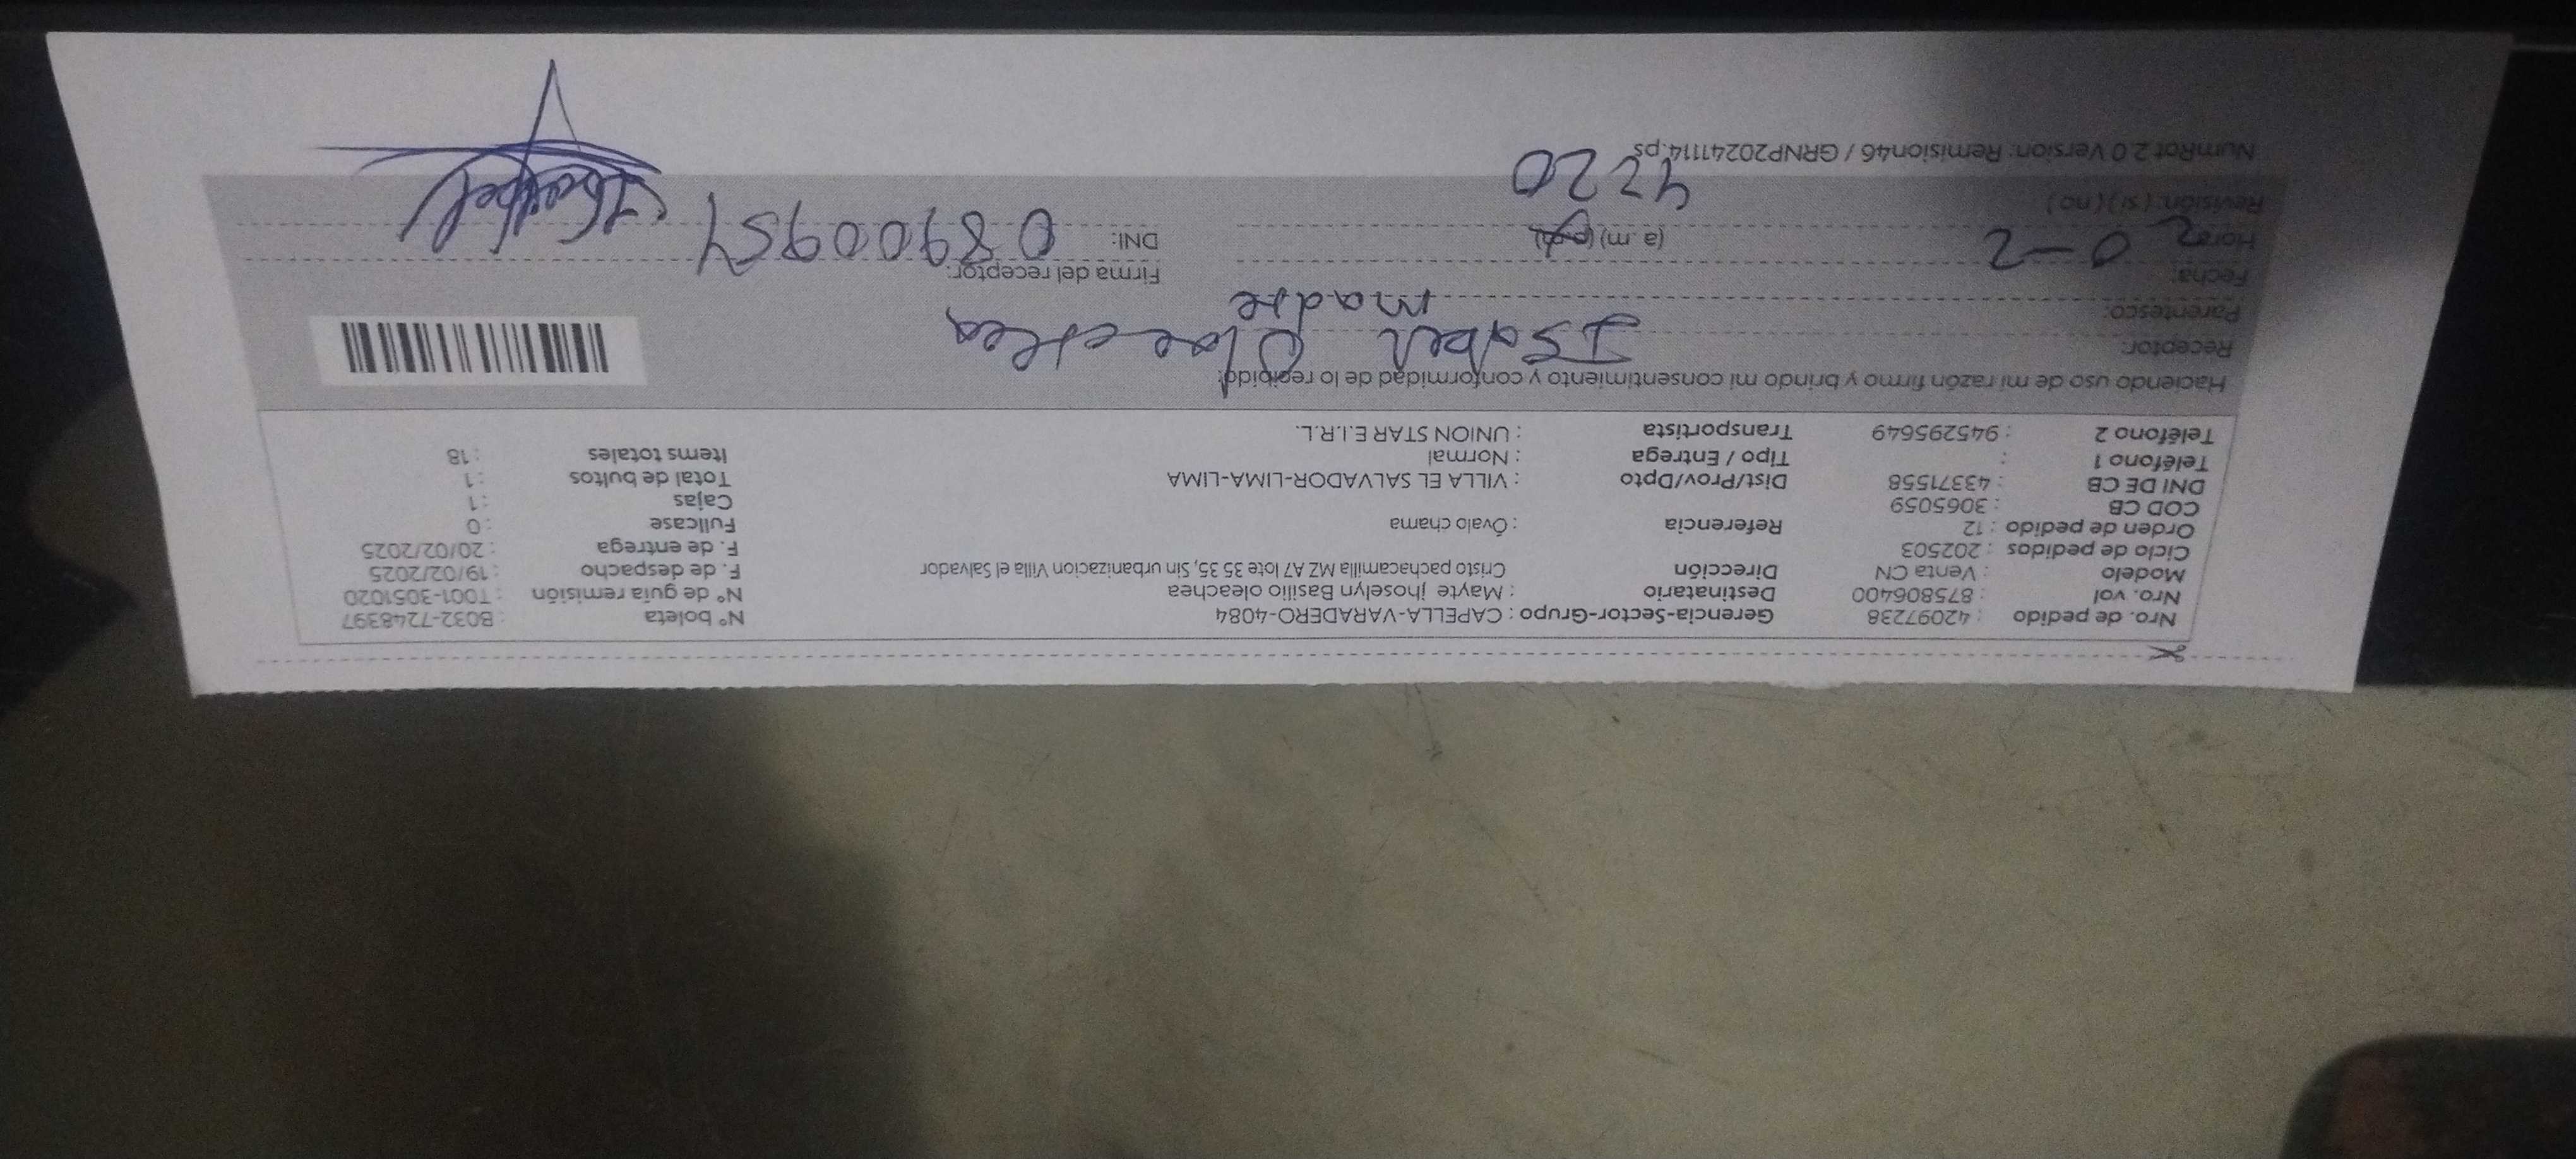 Nro. de pedido : 42097238 Gerencia-Sector-Grupo : CAPELLA-VARADERO-4084 N° boleta : B032-7248397
Nro. vol : 875806400 Destinatario : Mayte jhoselyn Basilio oleachea N° de guía remisión : T001-3051020
Modelo : Venta CN Dirección Cristo pachacamilla MZ A7 lote 35 35, Sin urbanizacion Villa el Salvador F. de despacho : 19/02/2025
Ciclo de pedidos : 202503 F. de entrega : 20/02/2025
Orden de pedido : 12 Referencia : Óvalo chama Fullcase : 0
COD CB : 3065059 Cajas : 1
DNI DE CB : 43371558 Dist/Prov/Dpto : VILLA EL SALVADOR-LIMA-LIMA Total de bultos : 1
Teléfono 1 : Tipo / Entrega : Normal Items totales : 18
Teléfono 2 : 945295649 Transportista : UNION STAR E.I.R.L.
Haciendo uso de mi razón firmo y brindo mi consentimiento y conformidad de lo recibido:
Receptor: Isabel
Parentesco: madre
Fecha: Firma del receptor:
Hora: (a.m) (p.m) DNI: 08900954
Revisión: (si) (no) 4220
NumRot 2.0 Version: Remision46 / GRNP20241114.ps